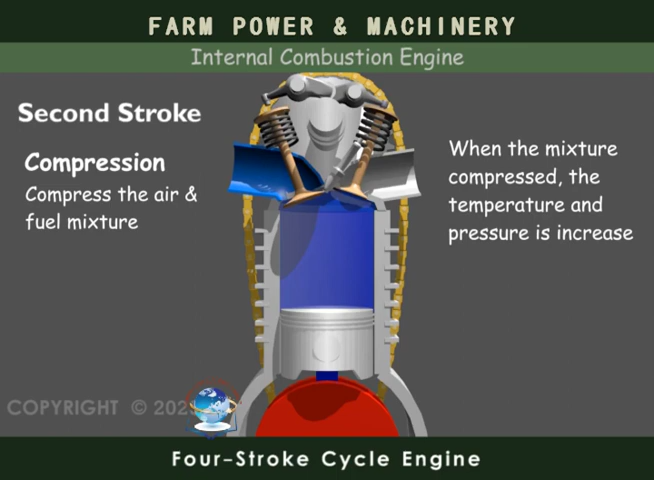 FARM POWER & MACHINERY
Internal Combustion Engine
Second Stroke
Compression
Compress the air &
fuel mixture
When the mixture
compressed, the
temperature and
pressure is increase
COPYRIGHT © 202
Four-Stroke Cycle Engine